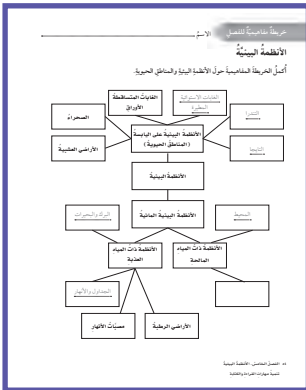 خريطة مفاهيمية للفصل
الاسم
الأنظمةُ البيئيَّةُ
أكملُ الخريطةَ المفاهيميةَ حولَ الأنظمةِ البيئيةِ والمناطقِ الحيويةِ.
الغابات الاستوائية المطيرة
الغابات المتساقطة الأوراق
التندرا
الصحراء
الأنظمة البيئية على اليابسة (المناطق الحيوية)
التايجا
الأراضي العشبية
الأنظمة البيئية
المحيط
الأنظمة البيئية المائية
البرك والبحيرات
الأنظمة ذات المياه المالحة
الأنظمة ذات المياه العذبة
الجداول والأنهار
الأراضي الرطبة
مصبات الأنهار
الفصل الخامس: الأنظمة البيئية
تنمية مهارات القراءة والكتابة